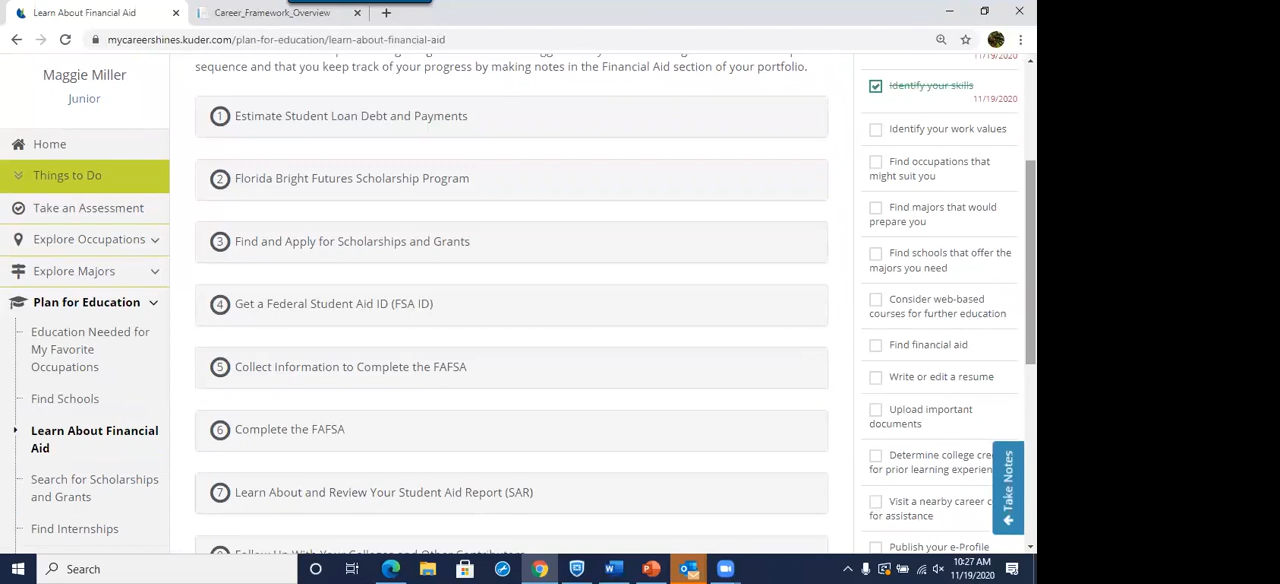 Learn About Financial Aid
Career_Framework_Overview
mycareershines.kuder.com/plan-for-education/learn-about-financial-aid
Maggie Miller
Junior
Home
Things to Do
Take an Assessment
Explore Occupations
Explore Majors
Plan for Education
Education Needed for
My Favorite
Occupations
Find Schools
Learn About Financial
Aid
Search for Scholarships
and Grants
Find Internships
sequence and that you keep track of your progress by making notes in the Financial Aid section of your portfolio.
1 Estimate Student Loan Debt and Payments
2 Florida Bright Futures Scholarship Program
3 Find and Apply for Scholarships and Grants
4 Get a Federal Student Aid ID (FSA ID)
5 Collect Information to Complete the FAFSA
6 Complete the FAFSA
7 Learn About and Review Your Student Aid Report (SAR)
Follow Up With Your Colleges and Other Contributors
11/19/2020
Identify your skills
11/19/2020
Identify your work values
Find occupations that
might suit you
Find majors that would
prepare you
Find schools that offer the
majors you need
Consider web-based
courses for further education
Find financial aid
Write or edit a resume
Upload important
documents
Determine college cre
for prior learning experien
Visit a nearby career c
for assistance
Publish your e-Profile
Take Notes
Search
10:27 AM
11/19/2020